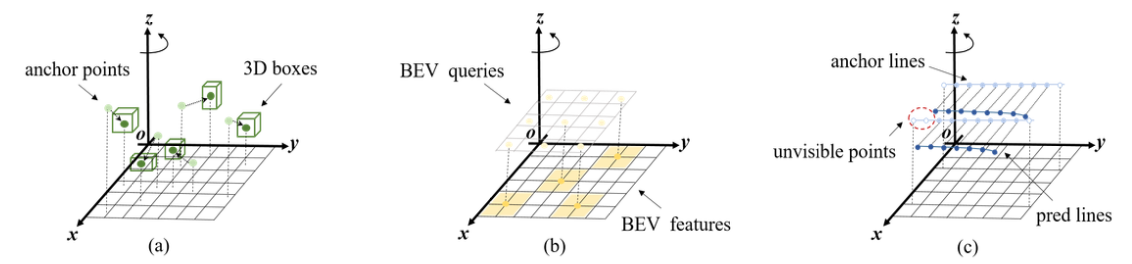 z
anchor points
3D boxes
o
y
x
(a)
z
BEV queries
o
y
BEV features
x
(b)
z
anchor lines
o
y
unvisible points
pred lines
x
(c)